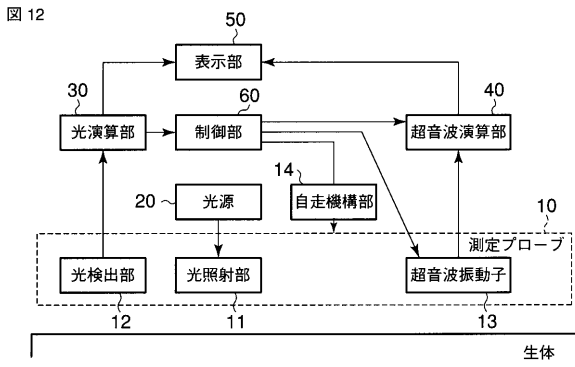 図12
50
表示部
30
60
40
光演算部
制御部
超音波演算部
14
20
光源
自走機構部
10
測定プローブ
光検出部
光照射部
超音波振動子
12
11
13
生体